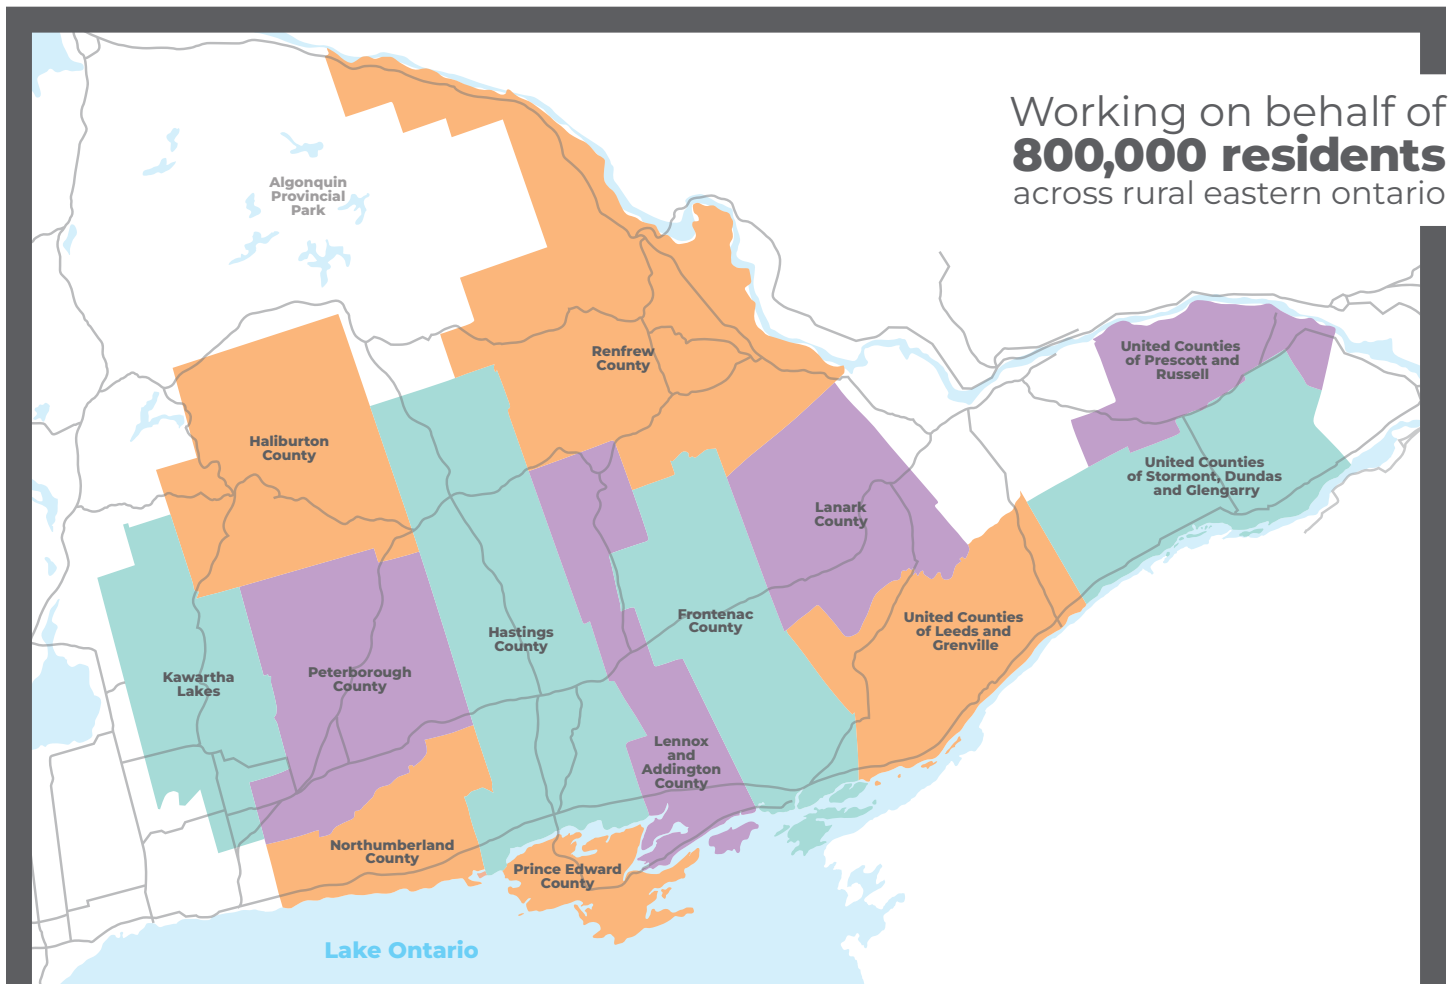 Working on behalf of
800,000 residents
across rural eastern ontario
Algonquin
Provincial
Park
Renfrew
County
United Counties
of Prescott and
Russell
Haliburton
County
United Counties
of Stormont, Dundas
and Glengarry
Lanark
County
Frontenac
County
United Counties
of Leeds and
Grenville
Hastings
County
Kawartha
Lakes
Peterborough
County
Lennox
and
Addington
County
Northumberland
County
Prince Edward
County
Lake Ontario